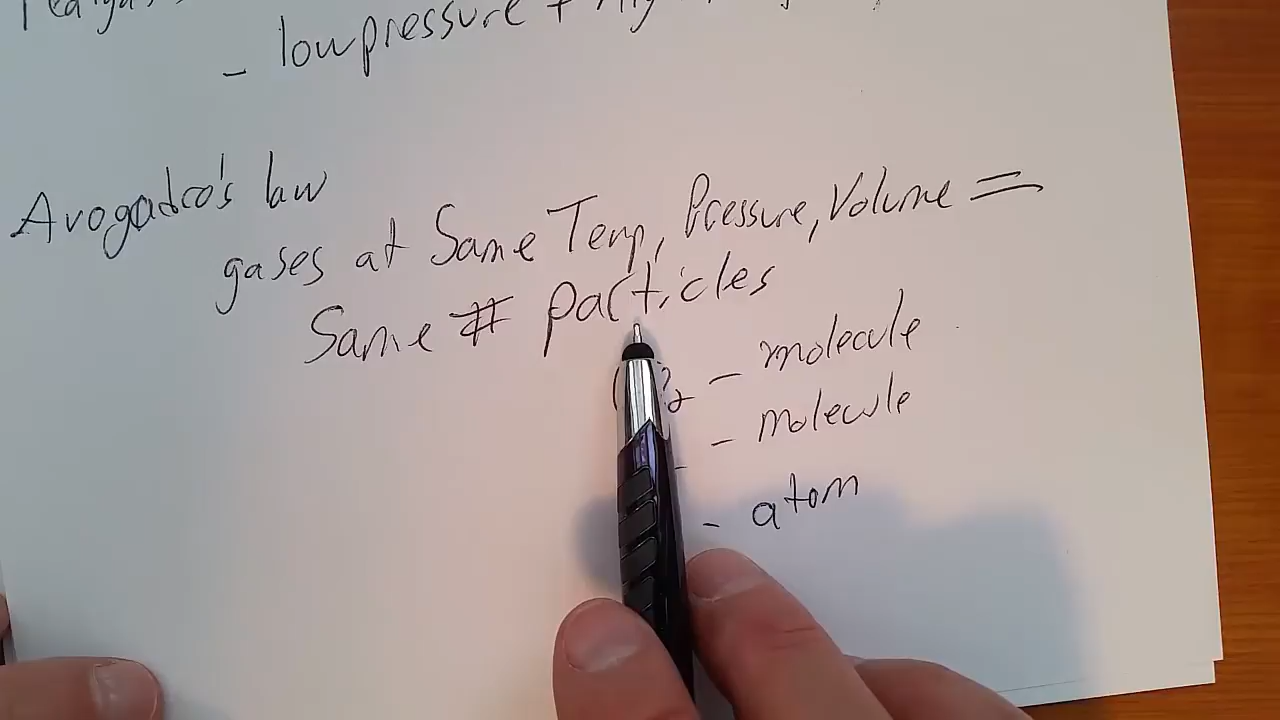 - low pressure +
Avogadro's law
gases at Same Temp, Pressure, Volume =
Same # particles
- molecule
- molecule
- atom